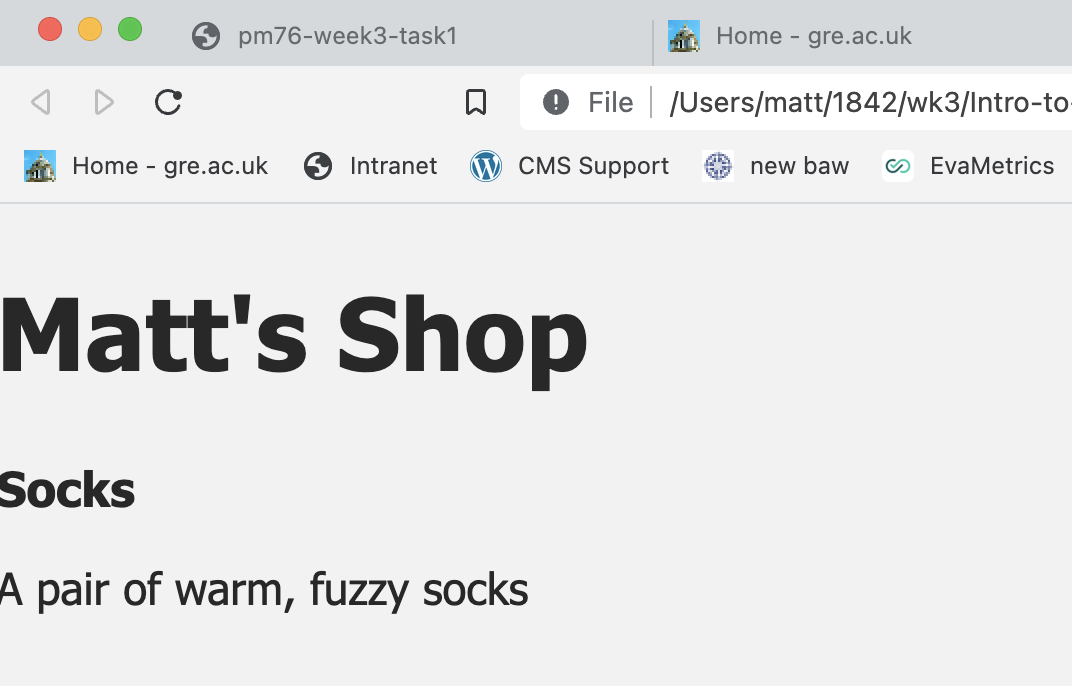 pm76-week3-task1 Home - gre.ac.uk
File /Users/matt/1842/wk3/Intro-to-
Home - gre.ac.uk Intranet CMS Support new baw EvaMetrics
Matt's Shop
Socks
A pair of warm, fuzzy socks